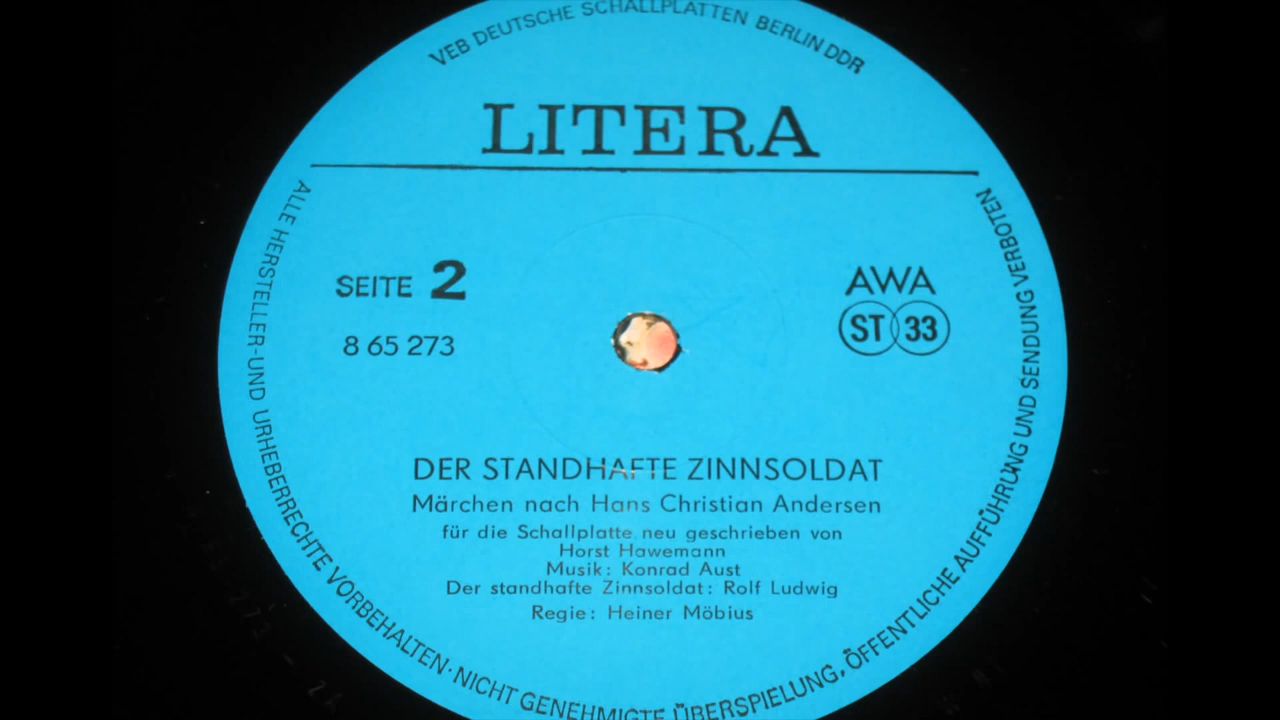 VEB DEUTSCHE SCHALLPLATTEN BERLIN DDR
LITERA
SEITE 2
8 65 273
AWA
ST 33
DER STANDHAFTE ZINNSOLDAT
Märchen nach Hans Christian Andersen
für die Schallplatte neu geschrieben von
Horst Hawemann
Musik: Konrad Aust
Der standhafte Zinnsoldat: Rolf Ludwig
Regie: Heiner Möbius
ALLE HERSTELLER-UND URHEBERRECHTE VORBEHALTEN·NICHT GENEHMIGTE ÜBERSPIELUNG, ÖFFENTLICHE AUFFÜHRUNG UND SENDUNG VERBOTEN